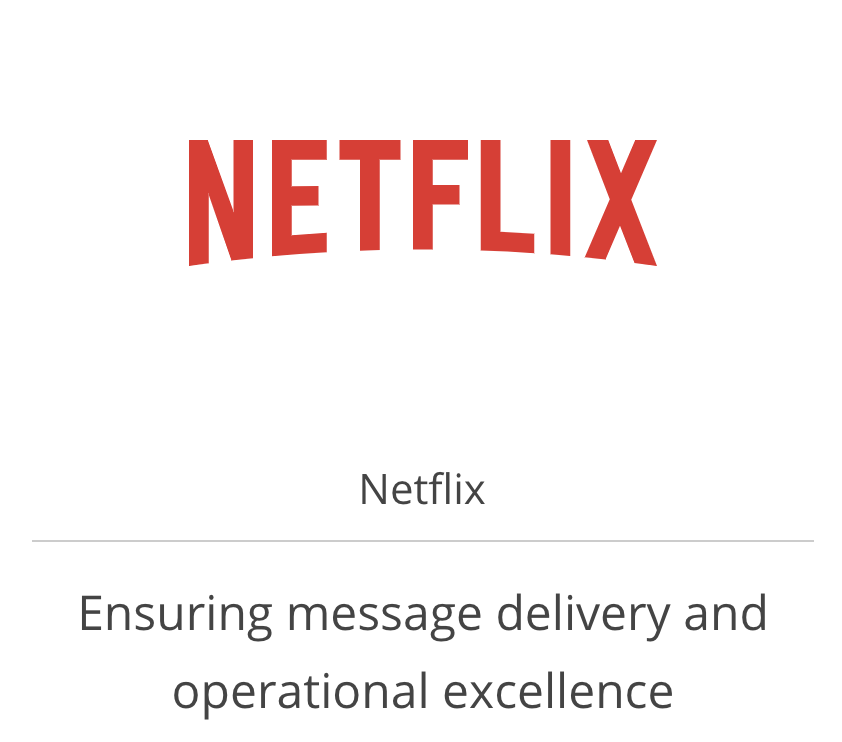 NETFLIX
Netflix
Ensuring message delivery and
operational excellence